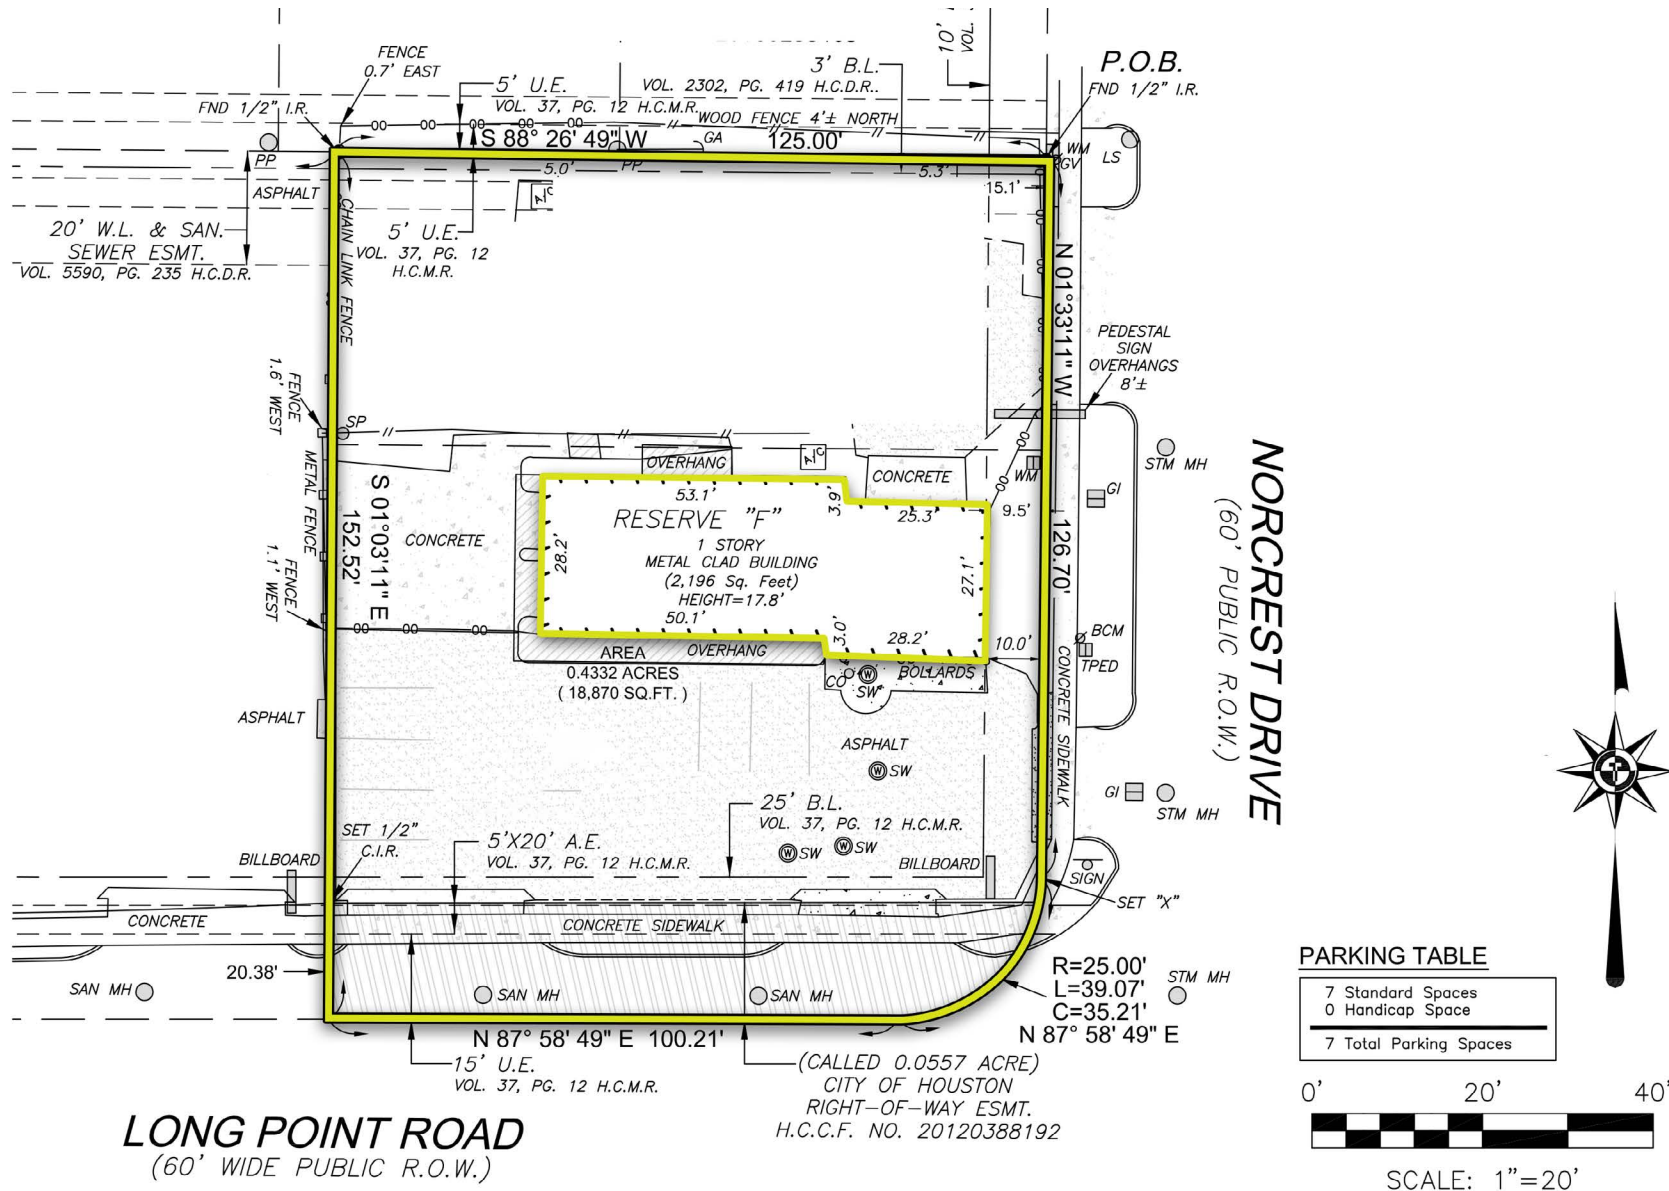 10'
VOL.
P.O.B.
FND 1/2" I.R.
FENCE
0.7' EAST
FND 1/2" I.R.
5' U.E.
VOL. 37, PG. 12 H.C.M.R.
3' B.L.
VOL. 2302, PG. 419 H.C.D.R..
WOOD FENCE 4'± NORTH
S 88° 26' 49" W
125.00'
GA
PP
PP
WM
GV
LS
5.0'
5.3'
15.1'
ASPHALT
A/C
20' W.L. & SAN.
SEWER ESMT.
VOL. 5590, PG. 235 H.C.D.R.
5' U.E.
VOL. 37, PG. 12
H.C.M.R.
CHAIN LINK FENCE
N 01°33'11" W
126.70'
PEDESTAL
SIGN
OVERHANGS
8'±
FENCE
1.6' WEST
SP
METAL FENCE
FENCE
1.1' WEST
S 01°03'11" E
152.52'
CONCRETE
OVERHANG
A/C
CONCRETE
WM
STM MH
GI
NORCREST DRIVE
(60' PUBLIC R.O.W.)
53.1'
3.9'
25.3'
9.5'
RESERVE "F"
1 STORY
METAL CLAD BUILDING
(2,196 Sq. Feet)
HEIGHT=17.8'
28.2'
27.1'
50.1'
3.0'
28.2'
10.0'
OVERHANG
AREA
0.4332 ACRES
( 18,870 SQ.FT. )
CO
SW
BOLLARDS
BCM
TPED
CONCRETE SIDEWALK
ASPHALT
ASPHALT
W
W SW
25' B.L.
VOL. 37, PG. 12 H.C.M.R.
5'X20' A.E.
VOL. 37, PG. 12 H.C.M.R.
W SW
W SW
GI
STM MH
SET 1/2"
C.I.R.
BILLBOARD
BILLBOARD
SIGN
SET "X"
CONCRETE
CONCRETE SIDEWALK
20.38'
SAN MH
SAN MH
SAN MH
R=25.00'
L=39.07'
C=35.21'
N 87° 58' 49" E
STM MH
N 87° 58' 49" E 100.21'
15' U.E.
VOL. 37, PG. 12 H.C.M.R.
(CALLED 0.0557 ACRE)
CITY OF HOUSTON
RIGHT-OF-WAY ESMT.
H.C.C.F. NO. 20120388192
LONG POINT ROAD
(60' WIDE PUBLIC R.O.W.)
PARKING TABLE
7 Standard Spaces
0 Handicap Space
7 Total Parking Spaces
0' 20' 40'
SCALE: 1"=20'